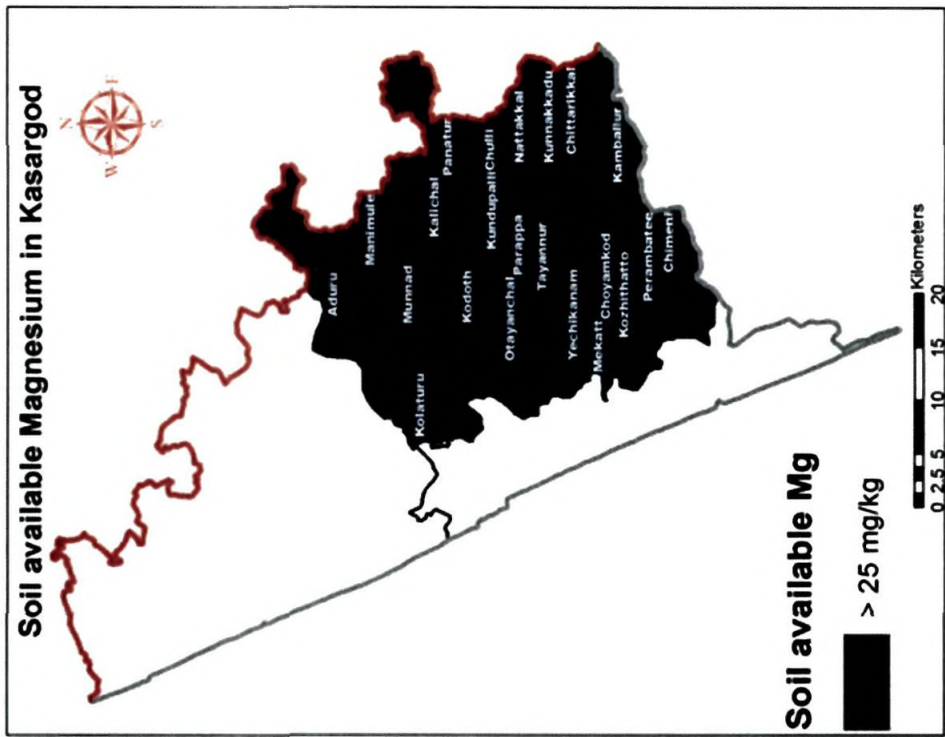 Soil available Magnesium in Kasargod
N
W
E
S
Aduru
Manimule
Kolaturu
Munnad
Kalichal
Panatur
Kodoth
Kundupalli
Chulli
Otayanchal
Parappa
Nattakkal
Tayannur
Kunnakkadu
Yechikanam
Chittarikkal
Mekatt
Choyamkod
Kozhithatto
Kamballur
Perambatee
Chimeni
Soil available Mg
> 25 mg/kg
0 2.5 5 10 15 20
Kilometers